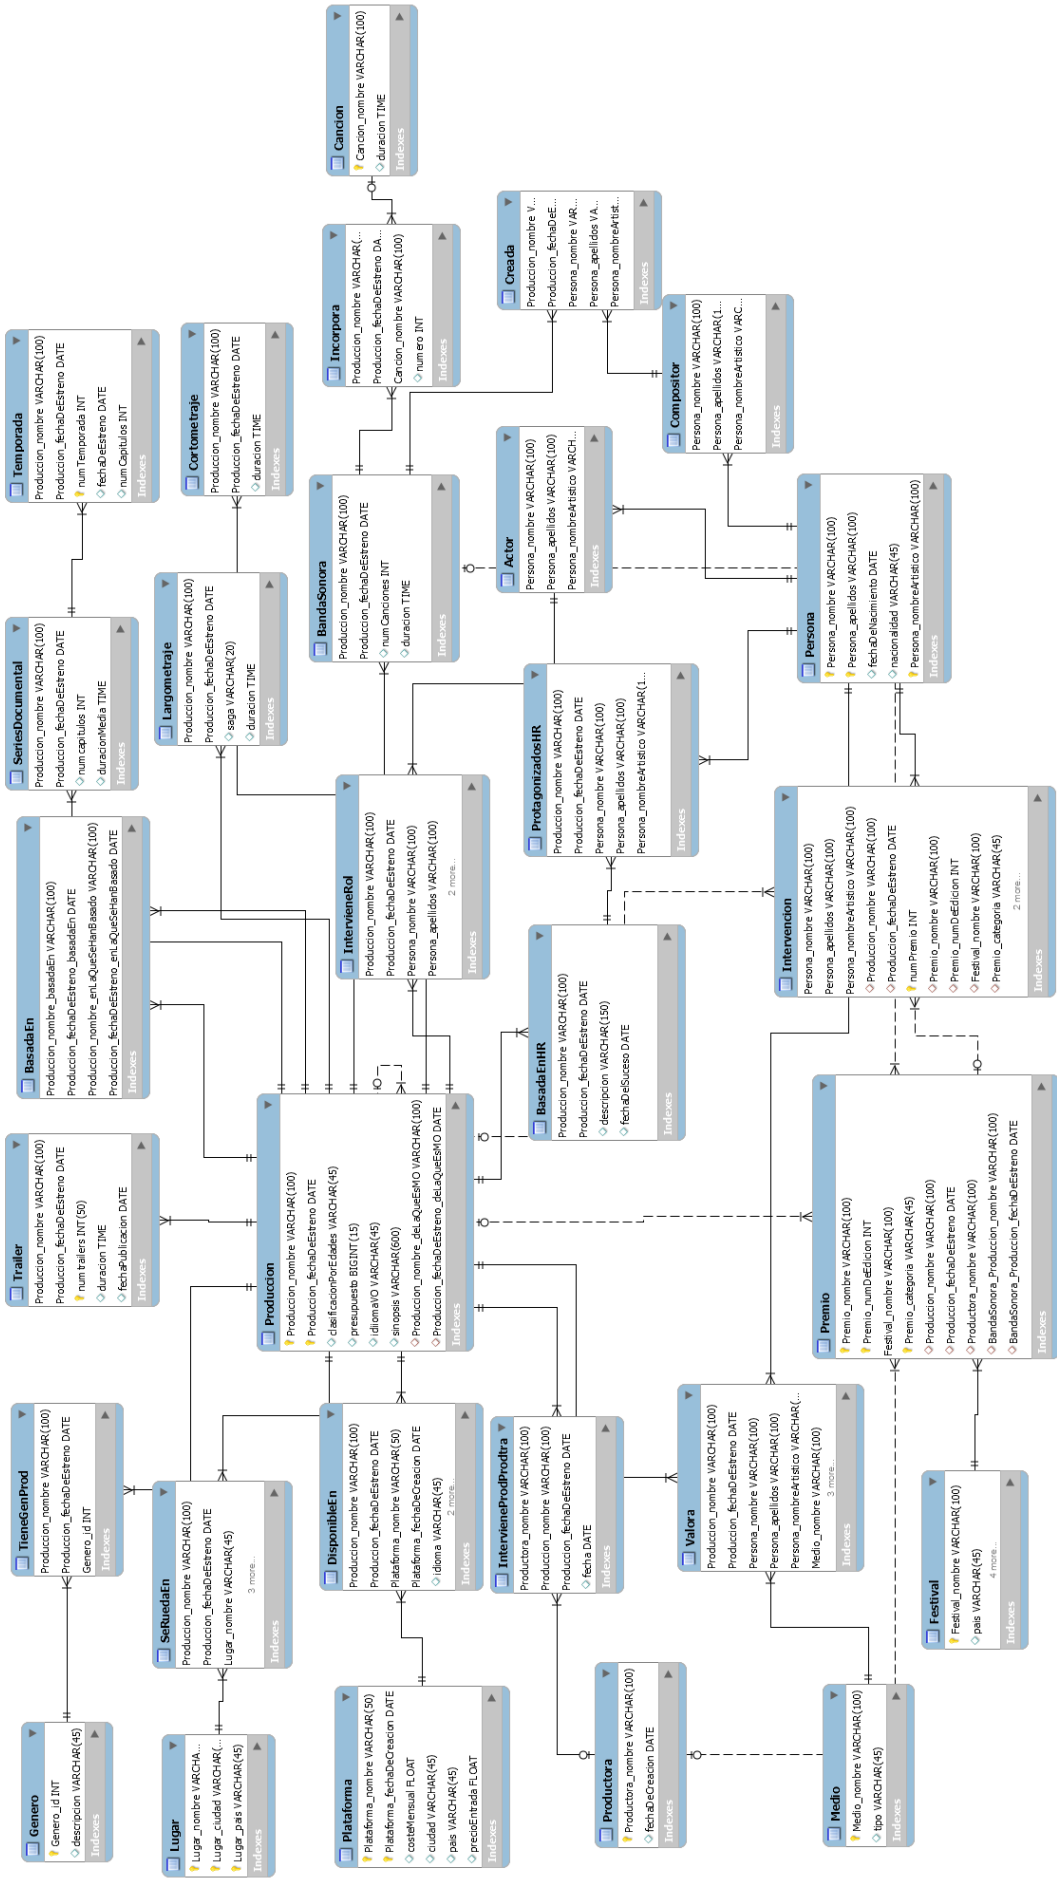 Genero
Genero_id INT
descripcion VARCHAR(45)
Indexes
Lugar
Lugar_nombre VARCHA...
Lugar_ciudad VARCHAR(...
Lugar_pais VARCHAR(45)
Indexes
Plataforma
Plataforma_nombre VARCHAR(50)
Plataforma_fechaDeCreacion DATE
costeMensual FLOAT
ciudad VARCHAR(45)
pais VARCHAR(45)
precioEntrada FLOAT
Indexes
Productora
Productora_nombre VARCHAR(100)
fechaDeCreacion DATE
Indexes
Medio
Medio_nombre VARCHAR(100)
tipo VARCHAR(45)
Indexes
TieneGenProd
Produccion_nombre VARCHAR(100)
Produccion_fechaDeEstreno DATE
Genero_id INT
Indexes
SeRuedaEn
Produccion_nombre VARCHAR(100)
Produccion_fechaDeEstreno DATE
Lugar_nombre VARCHAR(45)
3 more...
Indexes
DisponibleEn
Produccion_nombre VARCHAR(100)
Produccion_fechaDeEstreno DATE
Plataforma_nombre VARCHAR(50)
Plataforma_fechaDeCreacion DATE
idioma VARCHAR(45)
2 more...
Indexes
IntervieneProdProdtra
Productora_nombre VARCHAR(100)
Produccion_nombre VARCHAR(100)
Produccion_fechaDeEstreno DATE
fecha DATE
Indexes
Valora
Produccion_nombre VARCHAR(100)
Produccion_fechaDeEstreno DATE
Persona_nombre VARCHAR(100)
Persona_apellidos VARCHAR(100)
Persona_nombreArtistico VARCHAR(...
Medio_nombre VARCHAR(100)
3 more...
Indexes
Festival
Festival_nombre VARCHAR(100)
pais VARCHAR(45)
4 more...
Indexes
Trailer
Produccion_nombre VARCHAR(100)
Produccion_fechaDeEstreno DATE
numtrailers INT(50)
duracion TIME
fechaPublicacion DATE
Indexes
Produccion
Produccion_nombre VARCHAR(100)
Produccion_fechaDeEstreno DATE
clasificacionPorEdades VARCHAR(45)
presupuesto BIGINT(15)
idiomaVO VARCHAR(45)
sinopsis VARCHAR(600)
Produccion_nombre_deLaQueEsMO VARCHAR(100)
Produccion_fechaDeEstreno_deLaQueEsMO DATE
Indexes
Premio
Premio_nombre VARCHAR(100)
Premio_numDeEdicion INT
Festival_nombre VARCHAR(100)
Premio_categoria VARCHAR(45)
Produccion_nombre VARCHAR(100)
Produccion_fechaDeEstreno DATE
Productora_nombre VARCHAR(100)
BandaSonora_Produccion_nombre VARCHAR(100)
BandaSonora_Produccion_fechaDeEstreno DATE
Indexes
BasadaEn
Produccion_nombre_basadaEn VARCHAR(100)
Produccion_fechaDeEstreno_basadaEn DATE
Produccion_nombre_enLaQueSeHanBasado VARCHAR(100)
Produccion_fechaDeEstreno_enLaQueSeHanBasado DATE
Indexes
BasadaEnHR
Produccion_nombre VARCHAR(100)
Produccion_fechaDeEstreno DATE
descripcion VARCHAR(150)
fechaDelSuceso DATE
Indexes
IntervieneRol
Produccion_nombre VARCHAR(100)
Produccion_fechaDeEstreno DATE
Persona_nombre VARCHAR(100)
Persona_apellidos VARCHAR(100)
2 more...
Indexes
Intervencion
Persona_nombre VARCHAR(100)
Persona_apellidos VARCHAR(100)
Persona_nombreArtistico VARCHAR(100)
Produccion_nombre VARCHAR(100)
Produccion_fechaDeEstreno DATE
numPremio INT
Premio_nombre VARCHAR(100)
Premio_numDeEdicion INT
Festival_nombre VARCHAR(100)
Premio_categoria VARCHAR(45)
2 more...
Indexes
SeriesDocumental
Produccion_nombre VARCHAR(100)
Produccion_fechaDeEstreno DATE
numcapitulos INT
duracionMedia TIME
Indexes
Largometraje
Produccion_nombre VARCHAR(100)
Produccion_fechaDeEstreno DATE
saga VARCHAR(20)
duracion TIME
Indexes
ProtagonizadosHR
Produccion_nombre VARCHAR(100)
Produccion_fechaDeEstreno DATE
Persona_nombre VARCHAR(100)
Persona_apellidos VARCHAR(100)
Persona_nombreArtistico VARCHAR(1...
Indexes
BandaSonora
Produccion_nombre VARCHAR(100)
Produccion_fechaDeEstreno DATE
numCanciones INT
duracion TIME
Indexes
Actor
Persona_nombre VARCHAR(100)
Persona_apellidos VARCHAR(100)
Persona_nombreArtistico VARCH...
Indexes
Persona
Persona_nombre VARCHAR(100)
Persona_apellidos VARCHAR(100)
fechaDeNacimiento DATE
nacionalidad VARCHAR(45)
Persona_nombreArtistico VARCHAR(100)
Indexes
Temporada
Produccion_nombre VARCHAR(100)
Produccion_fechaDeEstreno DATE
numTemporada INT
fechaDeEstreno DATE
numCapitulos INT
Indexes
Cortometraje
Produccion_nombre VARCHAR(100)
Produccion_fechaDeEstreno DATE
duracion TIME
Indexes
Incorpora
Produccion_nombre VARCHAR(...
Produccion_fechaDeEstreno DA...
Cancion_nombre VARCHAR(100)
numero INT
Indexes
Compositor
Persona_nombre VARCHAR(100)
Persona_apellidos VARCHAR(1...
Persona_nombreArtistico VARC...
Indexes
Creada
Produccion_nombre V...
Produccion_fechaDeE...
Persona_nombre VAR...
Persona_apellidos VA...
Persona_nombreArtist...
Indexes
Cancion
Cancion_nombre VARCHAR(100)
duracion TIME
Indexes